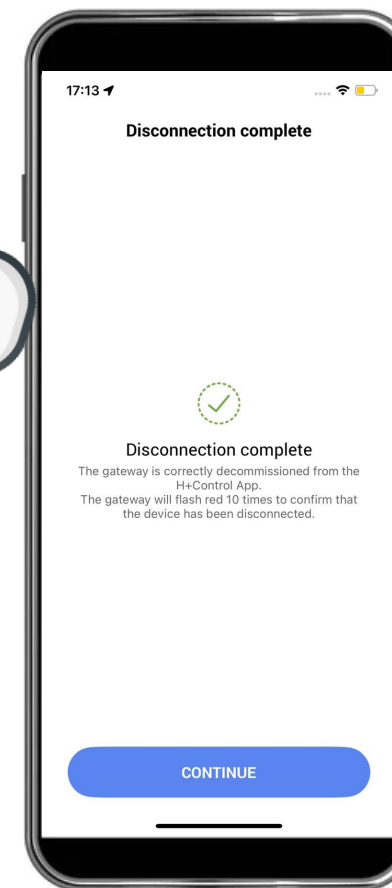 17:13
Disconnection complete
Disconnection complete
The gateway is correctly decommissioned from the
H+Control App.
The gateway will flash red 10 times to confirm that
the device has been disconnected.
CONTINUE